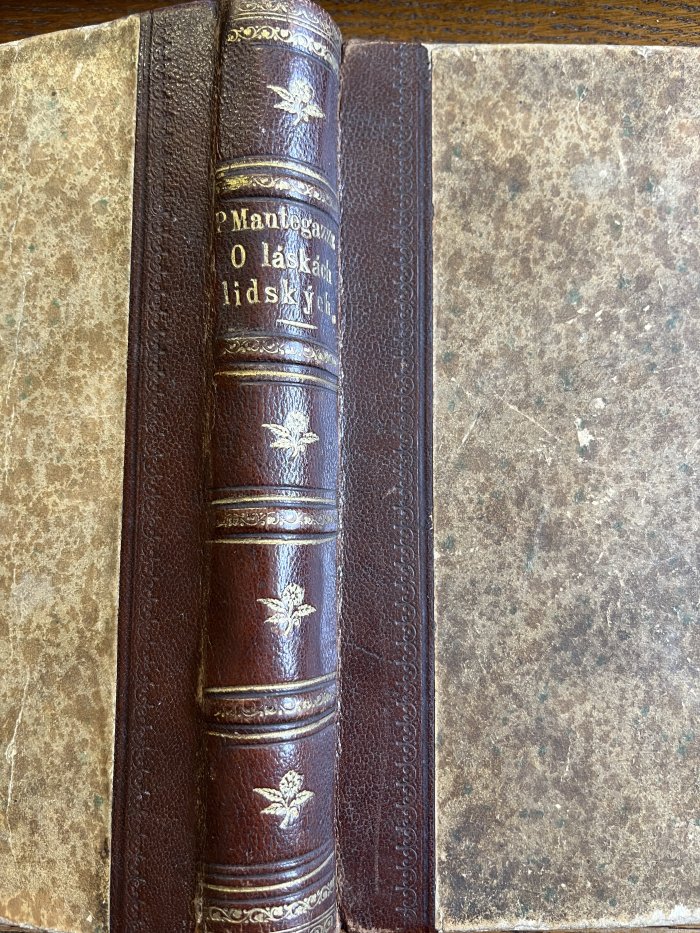 P Mantegazza
O láskách
lidských.